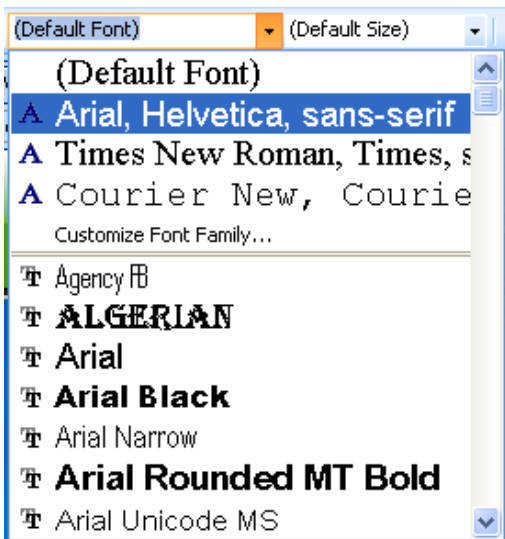 (Default Font) (Default Size)
(Default Font)
Arial, Helvetica, sans-serif
Times New Roman, Times, s
Courier New, Courie
Customize Font Family...
Agency FB
ALGERIAN
Arial
Arial Black
Arial Narrow
Arial Rounded MT Bold
Arial Unicode MS